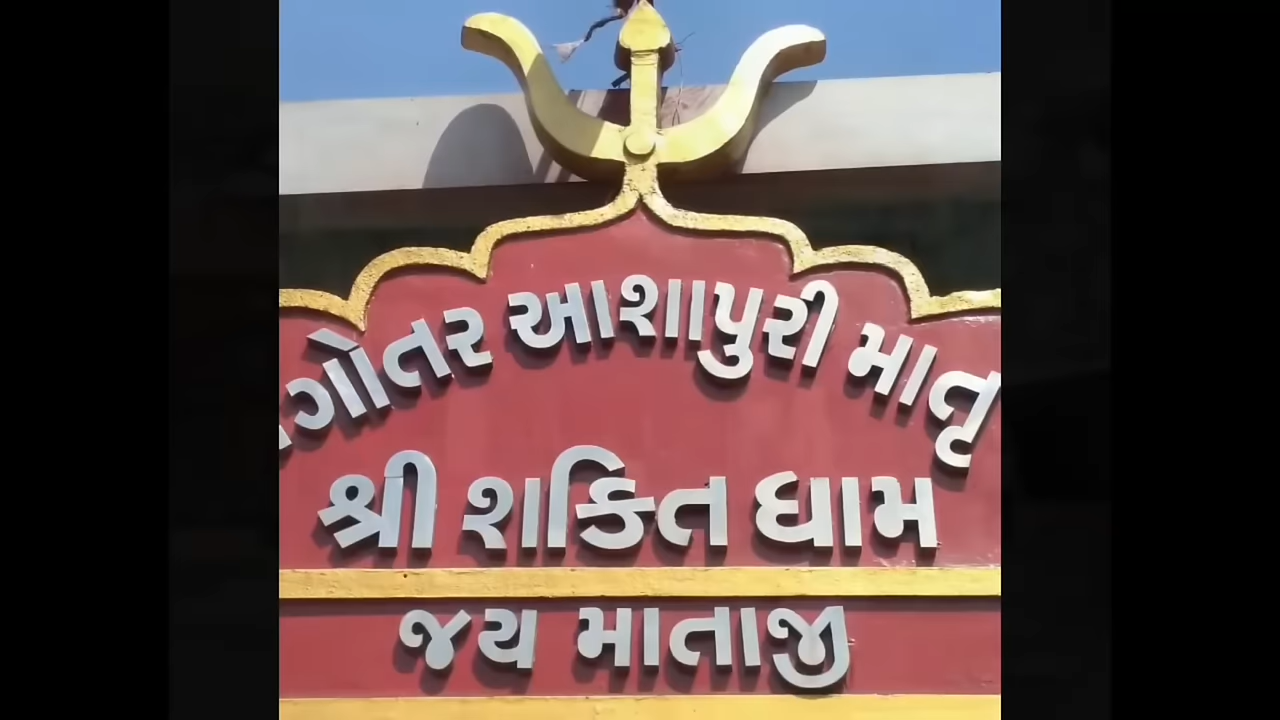 ગોતર આશાપુરી માતૃ
શ્રી શકિત ધામ
જય માતાજી